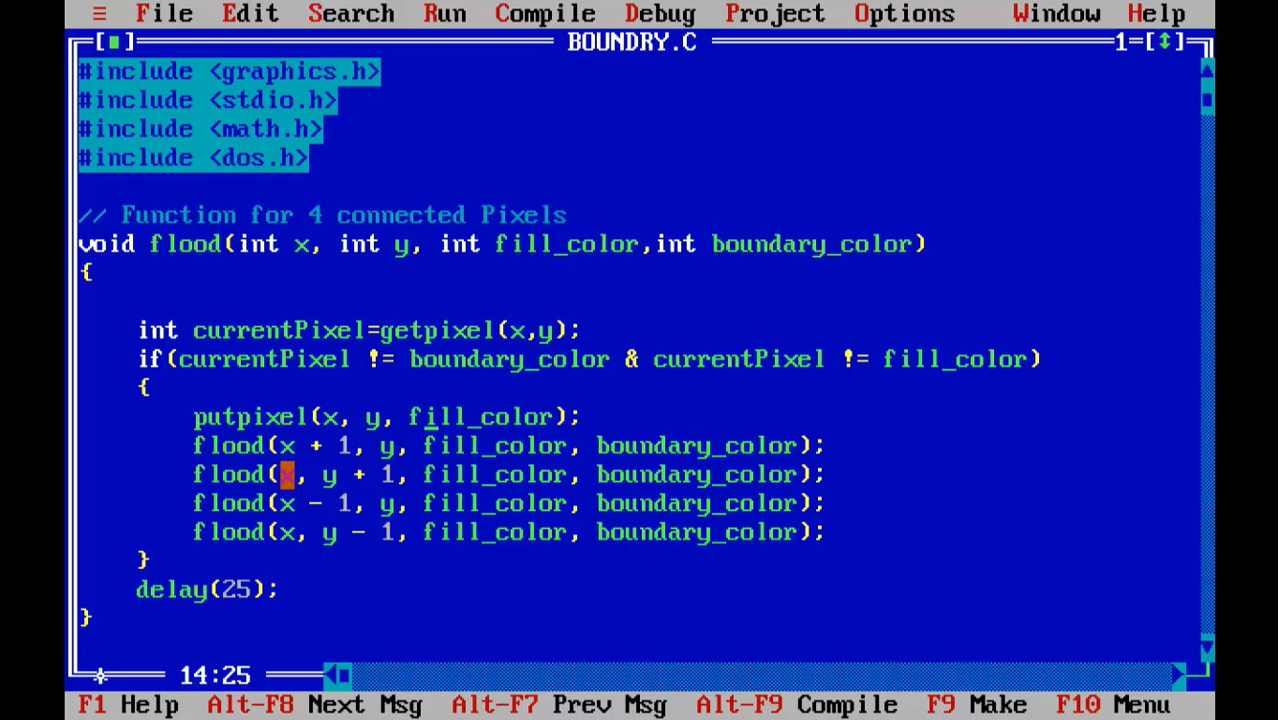 ≡ File Edit Search Run Compile Debug Project Options Window Help
[■] BOUNDRY.C 1=[↕]
#include <graphics.h>
#include <stdio.h>
#include <math.h>
#include <dos.h>
// Function for 4 connected Pixels
void flood(int x, int y, int fill_color,int boundary_color)
{
int currentPixel=getpixel(x,y);
if(currentPixel != boundary_color & currentPixel != fill_color)
{
putpixel(x, y, fill_color);
flood(x + 1, y, fill_color, boundary_color);
flood(x, y + 1, fill_color, boundary_color);
flood(x - 1, y, fill_color, boundary_color);
flood(x, y - 1, fill_color, boundary_color);
}
delay(25);
}
14:25
F1 Help Alt-F8 Next Msg Alt-F7 Prev Msg Alt-F9 Compile F9 Make F10 Menu